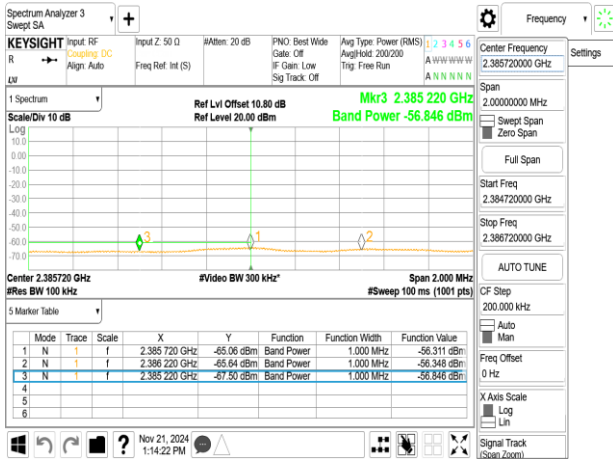 Spectrum Analyzer 3
Swept SA
Frequency
Settings
KEYSIGHT
R
Input: RF
Coupling: DC
Align: Auto
Input Z: 50 Ω
Freq Ref: Int (S)
#Atten: 20 dB
PNO: Best Wide
Gate: Off
IF Gain: Low
Sig Track: Off
Avg Type: Power (RMS)
Avg|Hold: 200/200
Trig: Free Run
1 2 3 4 5 6
A W W W W W
A N N N N N
1 Spectrum
Scale/Div 10 dB
Ref Lvl Offset 10.80 dB
Ref Level 20.00 dBm
Mkr3 2.385 220 GHz
Band Power -56.846 dBm
Log
10.0
0.00
-10.0
-20.0
-30.0
-40.0
-50.0
-60.0
-70.0
3
1
2
Center 2.385720 GHz
#Res BW 100 kHz
#Video BW 300 kHz*
Span 2.000 MHz
#Sweep 100 ms (1001 pts)
5 Marker Table
Mode Trace Scale X Y Function Function Width Function Value
1 N 1 f 2.385 720 GHz -65.06 dBm Band Power 1.000 MHz -56.311 dBm
2 N 1 f 2.386 220 GHz -65.64 dBm Band Power 1.000 MHz -56.348 dBm
3 N 1 f 2.385 220 GHz -67.50 dBm Band Power 1.000 MHz -56.846 dBm
4
5
6
Nov 21, 2024
1:14:22 PM
Center Frequency
2.385720000 GHz
Span
2.00000000 MHz
Swept Span
Zero Span
Full Span
Start Freq
2.384720000 GHz
Stop Freq
2.386720000 GHz
AUTO TUNE
CF Step
200.000 kHz
Auto
Man
Freq Offset
0 Hz
X Axis Scale
Log
Lin
Signal Track
(Span Zoom)